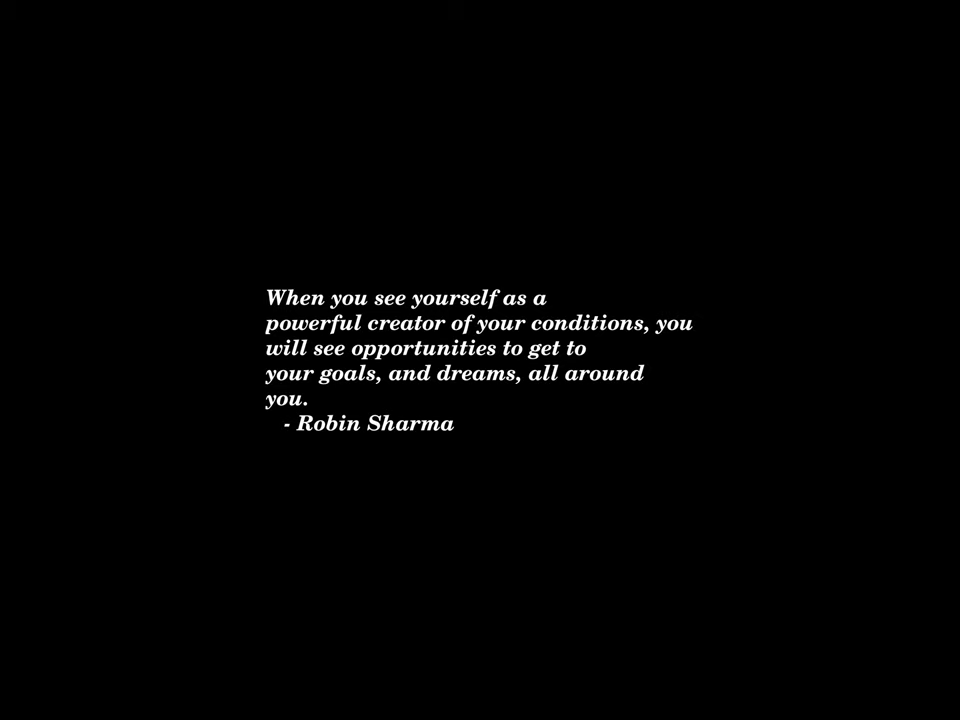 When you see yourself as a
powerful creator of your conditions, you
will see opportunities to get to
your goals, and dreams, all around
you.
- Robin Sharma